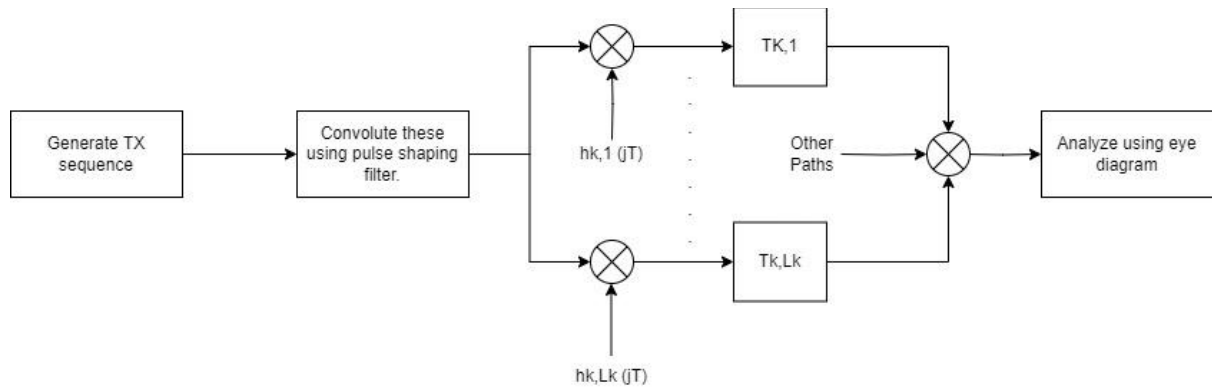 Generate TX
sequence
Convolute these
using pulse shaping
filter.
hk,1 (jT)
hk,Lk (jT)
TK,1
Tk,Lk
Other
Paths
Analyze using eye
diagram